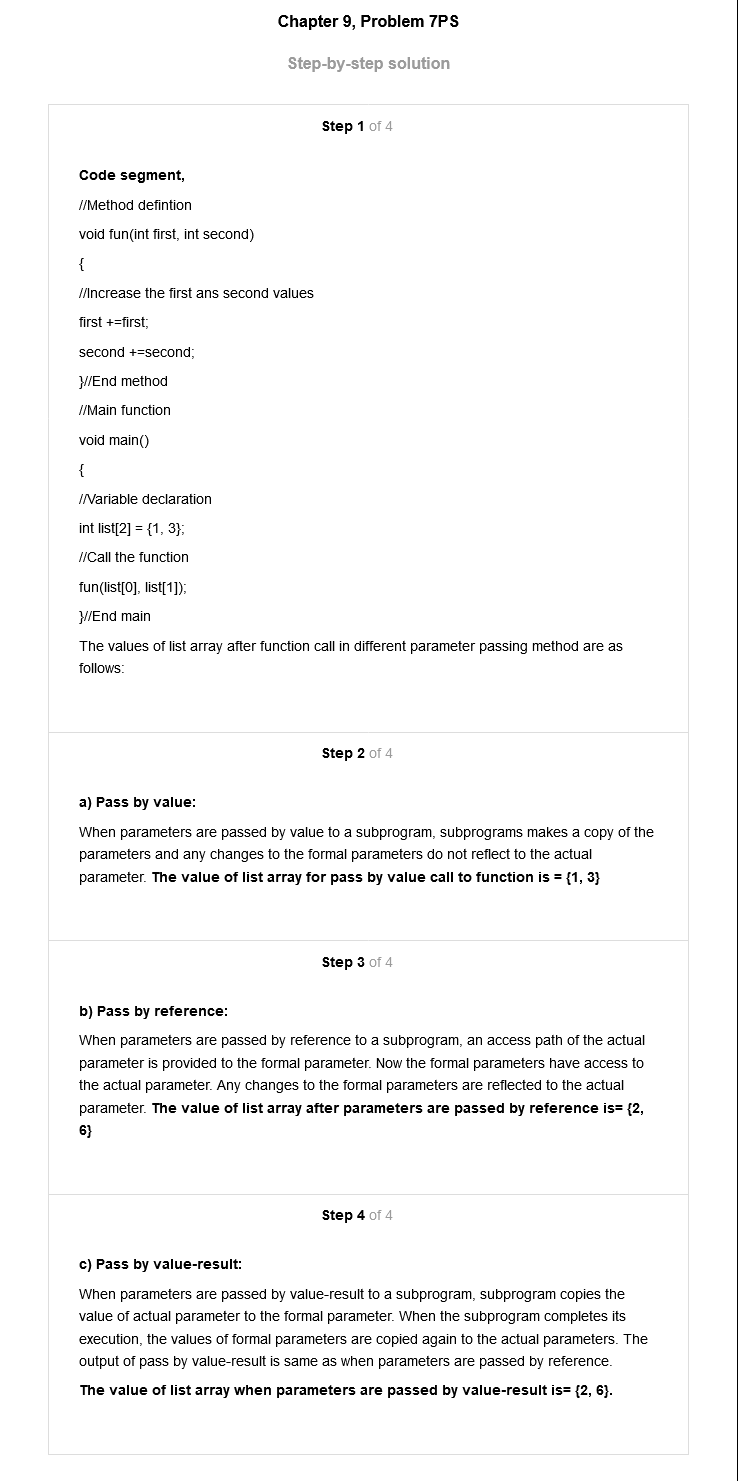 Chapter 9, Problem 7PS
Step-by-step solution
Step 1 of 4
Code segment,
//Method defintion
void fun(int first, int second)
{
//Increase the first ans second values
first +=first;
second +=second;
}//End method
//Main function
void main()
{
//Variable declaration
int list[2] = {1, 3};
//Call the function
fun(list[0], list[1]);
}//End main
The values of list array after function call in different parameter passing method are as
follows:
Step 2 of 4
a) Pass by value:
When parameters are passed by value to a subprogram, subprograms makes a copy of the
parameters and any changes to the formal parameters do not reflect to the actual
parameter. The value of list array for pass by value call to function is = {1, 3}
Step 3 of 4
b) Pass by reference:
When parameters are passed by reference to a subprogram, an access path of the actual
parameter is provided to the formal parameter. Now the formal parameters have access to
the actual parameter. Any changes to the formal parameters are reflected to the actual
parameter. The value of list array after parameters are passed by reference is= {2,
6}
Step 4 of 4
c) Pass by value-result:
When parameters are passed by value-result to a subprogram, subprogram copies the
value of actual parameter to the formal parameter. When the subprogram completes its
execution, the values of formal parameters are copied again to the actual parameters. The
output of pass by value-result is same as when parameters are passed by reference.
The value of list array when parameters are passed by value-result is= {2, 6}.